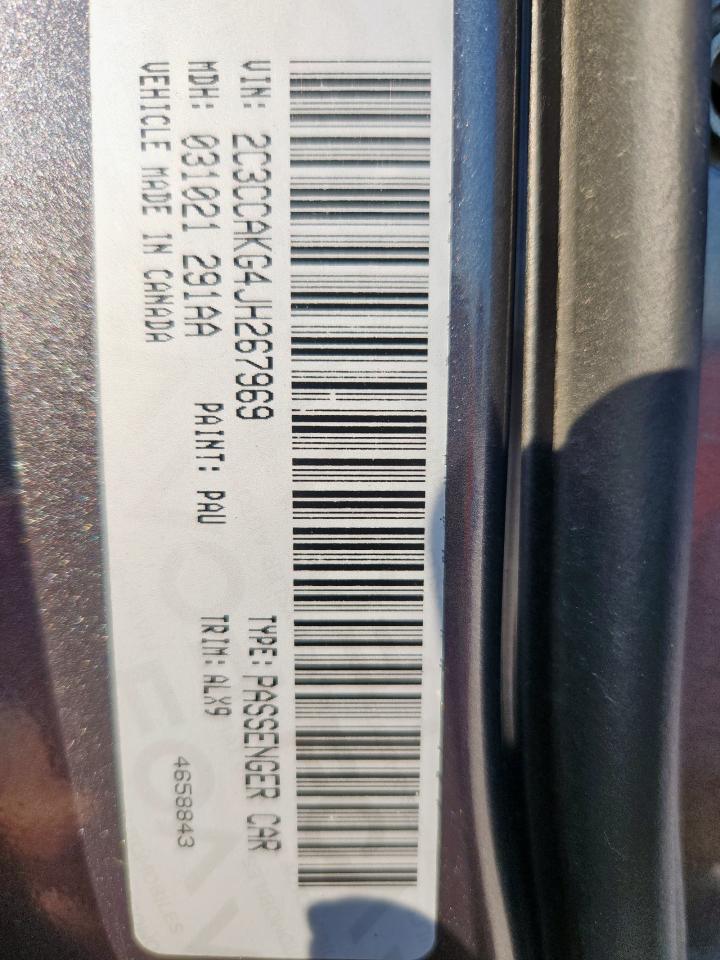 VIN: 2C3CCAKG4JH267969 TYPE: PASSENGER CAR
MDH: 031021 291AA PAINT: PAU TRIM: ALX9
VEHICLE MADE IN CANADA 4658843